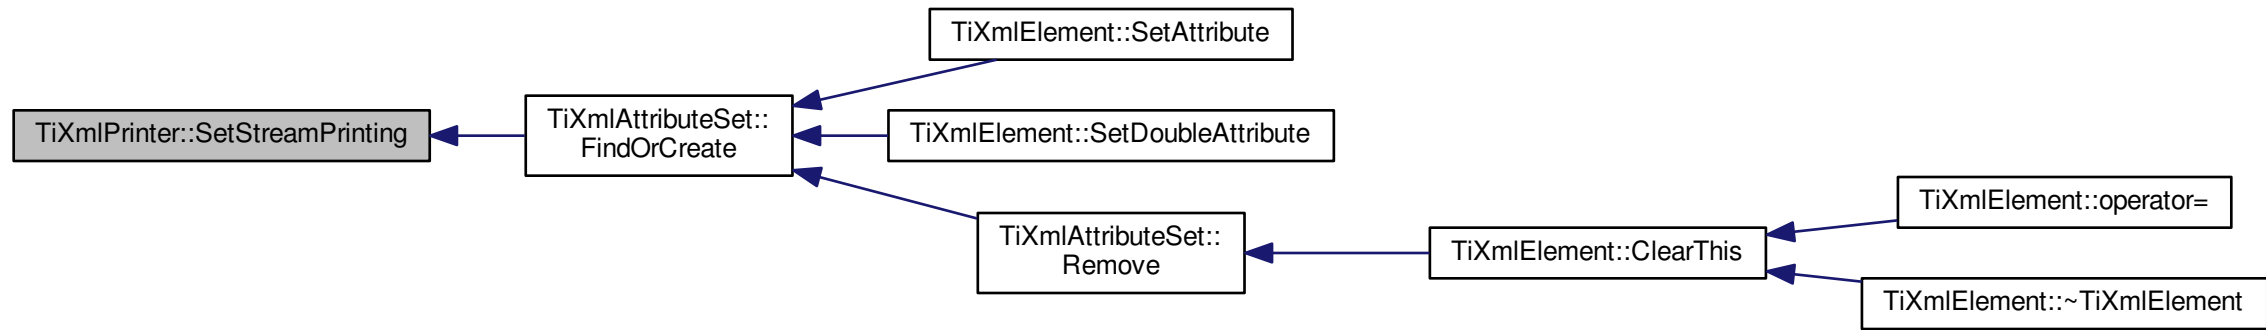 TiXmlElement::SetAttribute
TiXmlPrinter::SetStreamPrinting
TiXmlAttributeSet::
FindOrCreate
TiXmlElement::SetDoubleAttribute
TiXmlAttributeSet::
Remove
TiXmlElement::ClearThis
TiXmlElement::operator=
TiXmlElement::~TiXmlElement